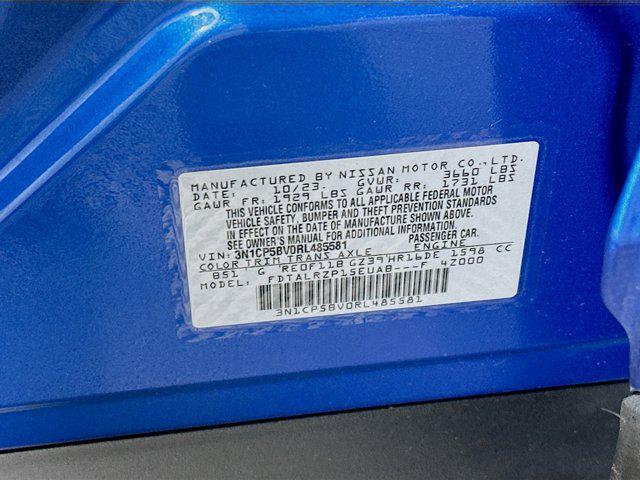 MANUFACTURED BY NISSAN MOTOR CO., LTD.
DATE: 10/23. GVWR: 3660 LBS
GAWR FR: 1929 LBS GAWR RR: 1731 LBS
THIS VEHICLE CONFORMS TO ALL APPLICABLE FEDERAL MOTOR
VEHICLE SAFETY, BUMPER AND THEFT PREVENTION STANDARDS
IN EFFECT ON THE DATE OF MANUFACTURE SHOWN ABOVE.
SEE OWNER'S MANUAL FOR ADDITIONAL INFORMATION.
VIN: 3N1CP5BV0RL485581 PASSENGER CAR
COLOR TRIM TRANS AXLE ENGINE
B51 G RE0F11B GZ39 HR16DE 1598 CC
MODEL: FDTALRZP15EUAB---F 4Z000
3N1CP5BV0RL485581